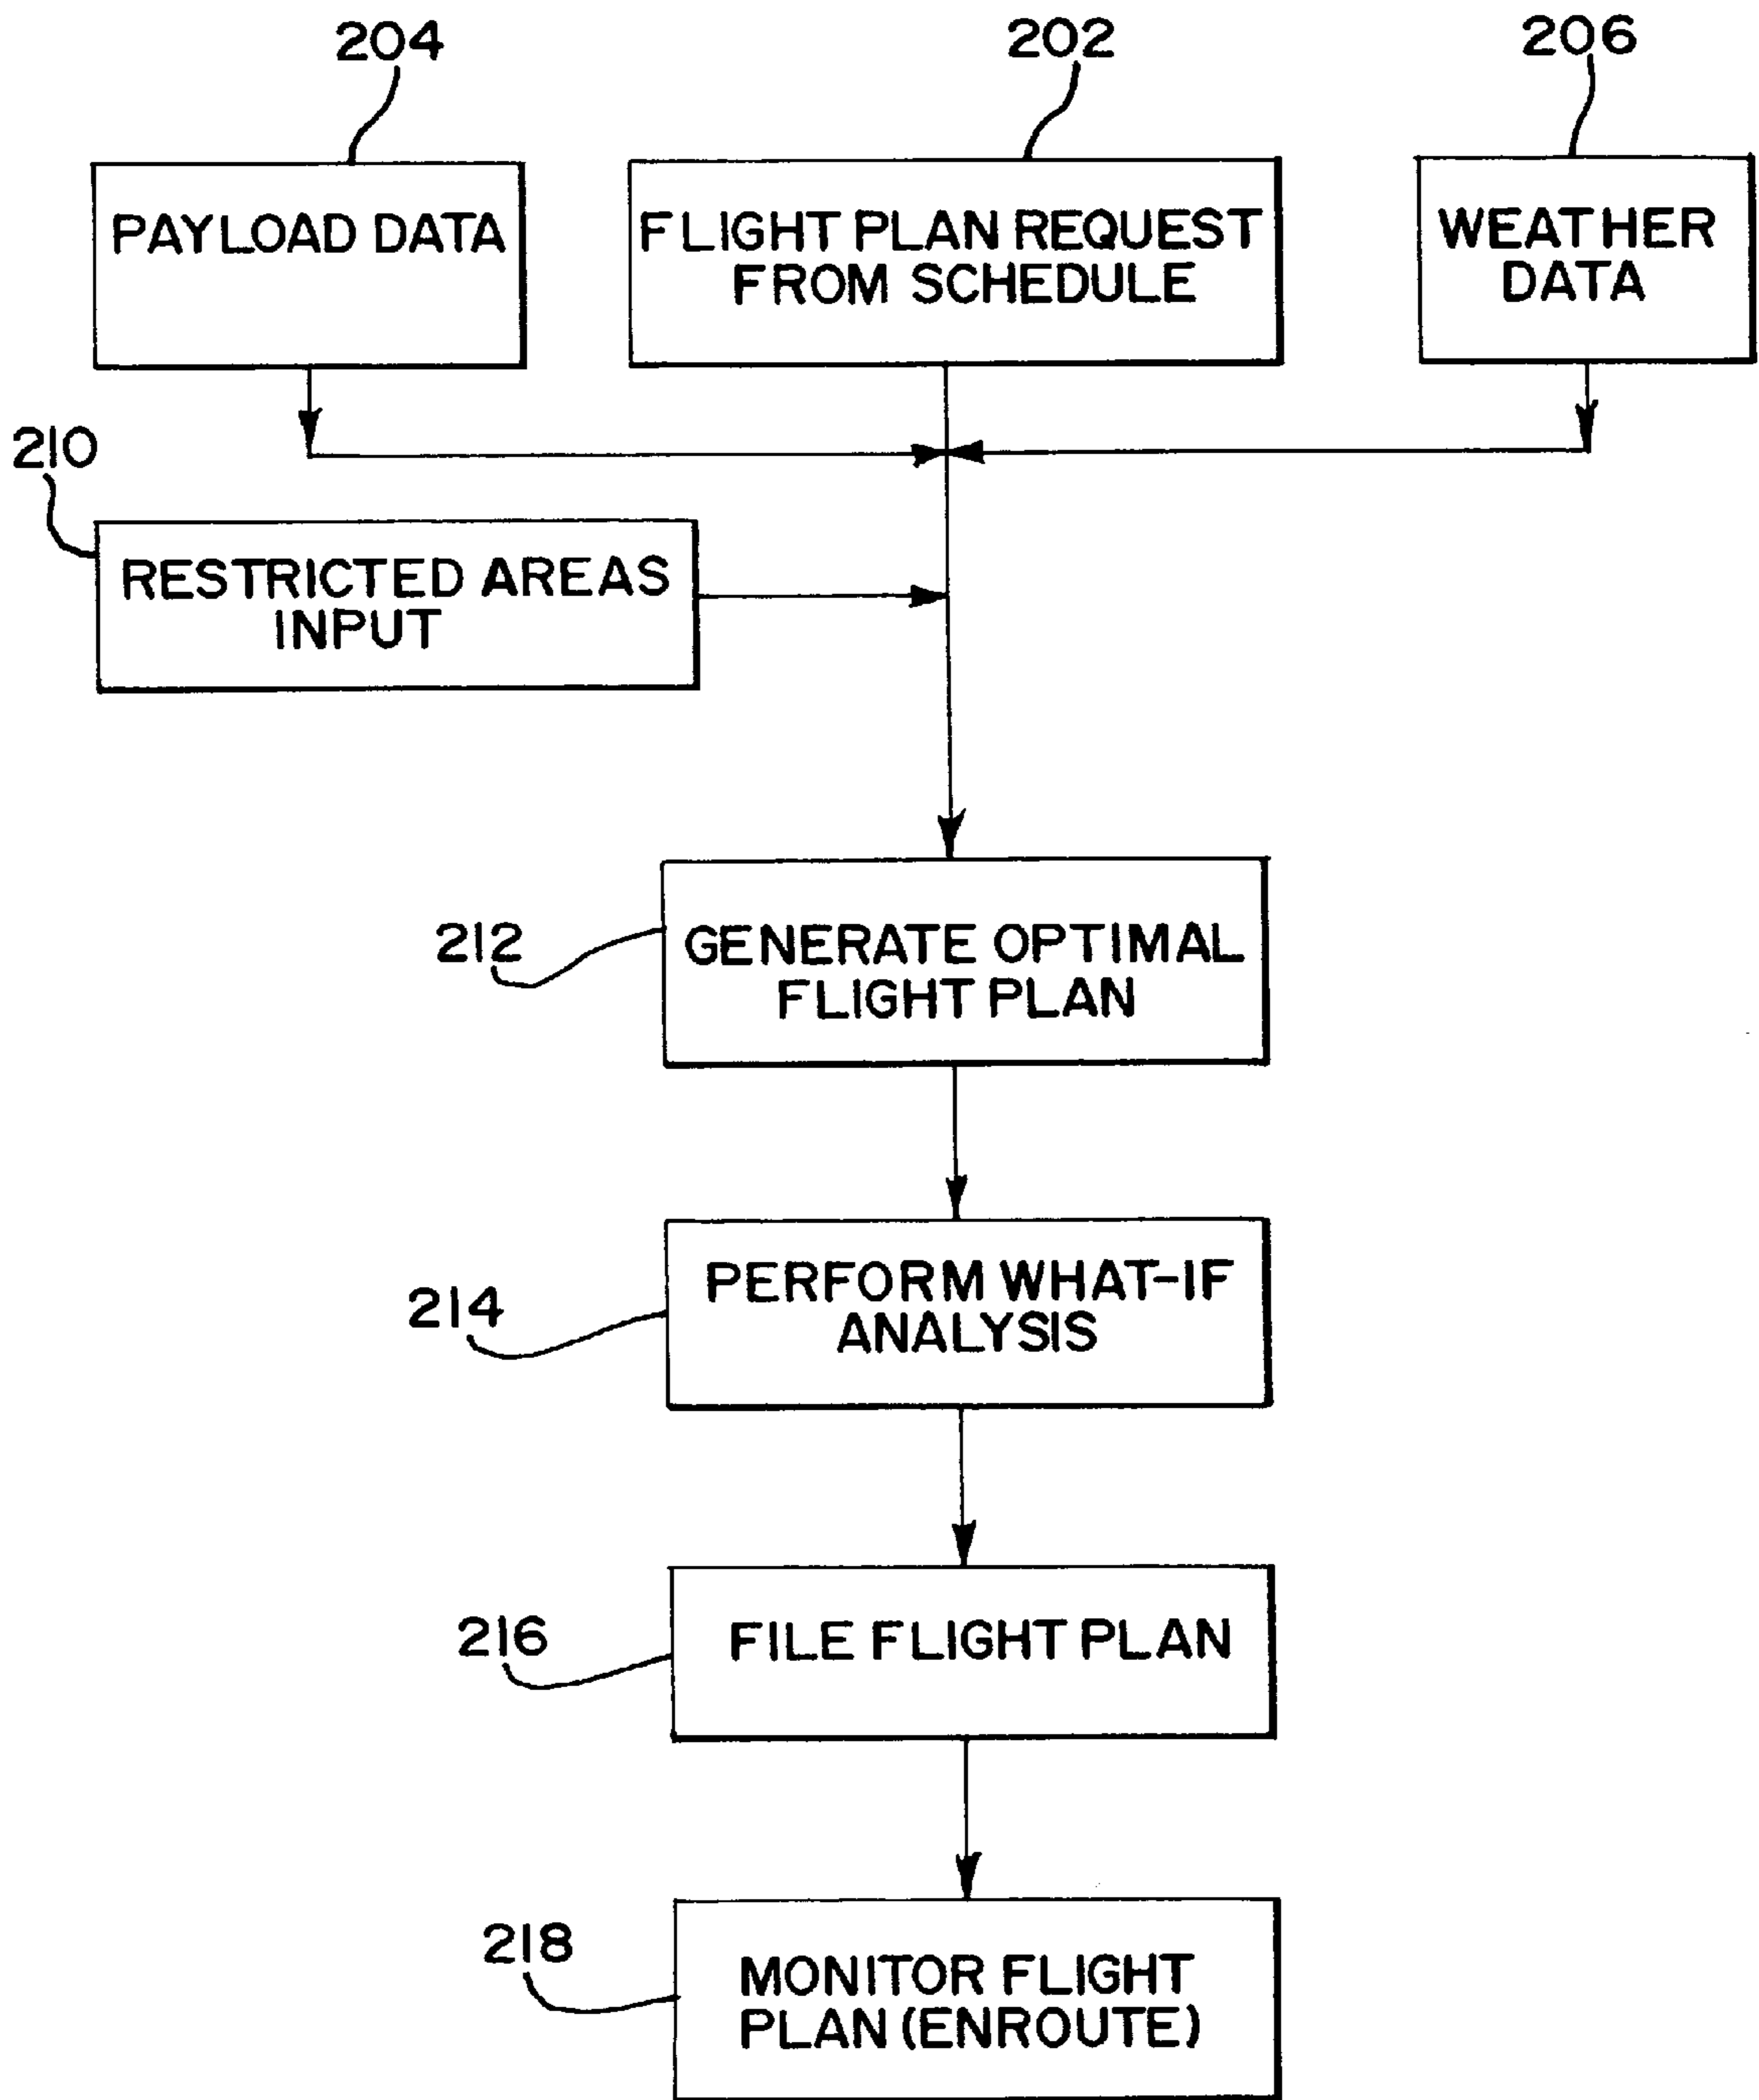 204
202
206
PAYLOAD DATA
FLIGHT PLAN REQUEST
FROM SCHEDULE
WEATHER
DATA
210
RESTRICTED AREAS
INPUT
212
GENERATE OPTIMAL
FLIGHT PLAN
214
PERFORM WHAT-IF
ANALYSIS
216
FILE FLIGHT PLAN
218
MONITOR FLIGHT
PLAN (ENROUTE)